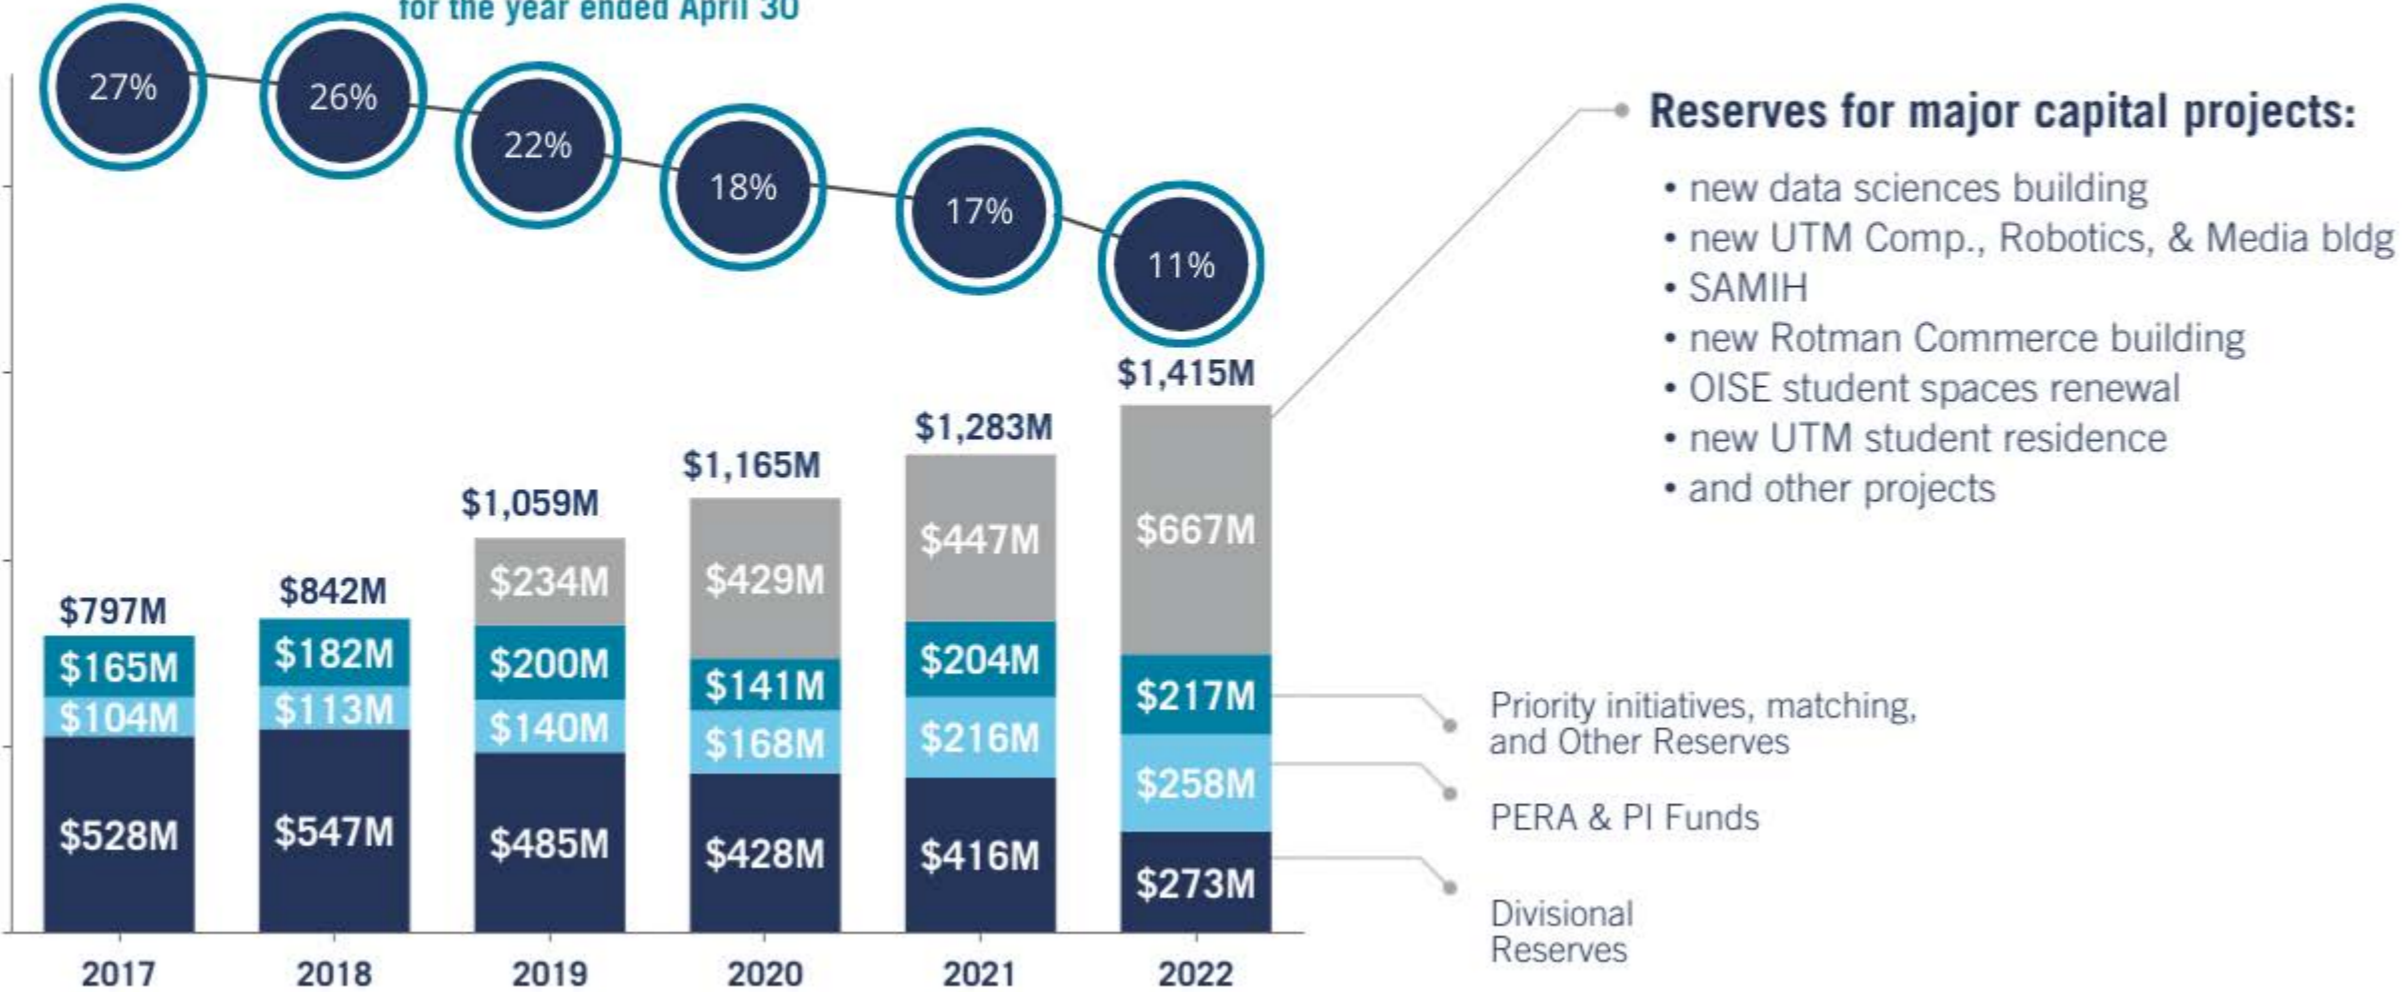 for the year ended April 30
27%
26%
22%
18%
17%
11%
Reserves for major capital projects:
• new data sciences building
• new UTM Comp., Robotics, & Media bldg
• SAMIH
• new Rotman Commerce building
• OISE student spaces renewal
• new UTM student residence
• and other projects
$797M
$165M
$104M
$528M
$842M
$182M
$113M
$547M
$1,059M
$234M
$200M
$140M
$485M
$1,165M
$429M
$141M
$168M
$428M
$1,283M
$447M
$204M
$216M
$416M
$1,415M
$667M
$217M
$258M
$273M
Priority initiatives, matching,
and Other Reserves
PERA & PI Funds
Divisional
Reserves
2017
2018
2019
2020
2021
2022